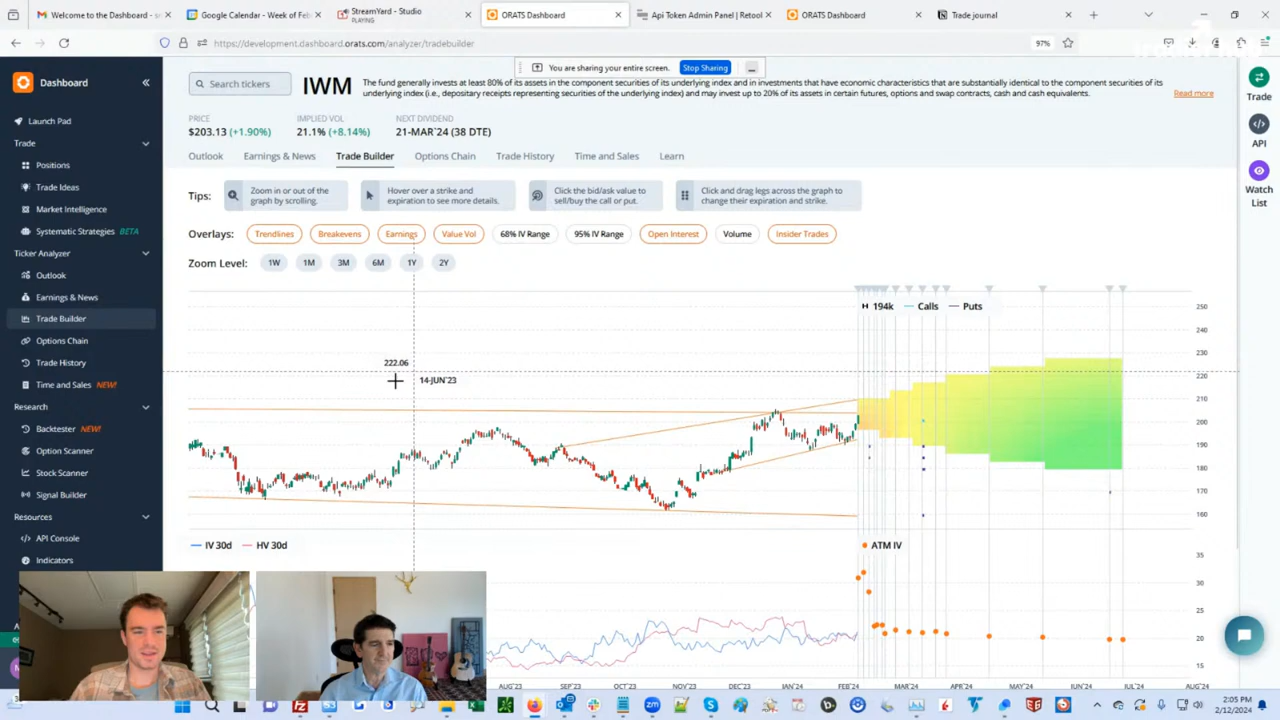 Welcome to the Dashboard - s
Google Calendar - Week of Feb
StreamYard - Studio
PLAYING
ORATS Dashboard
Api Token Admin Panel | Retool
ORATS Dashboard
Trade journal
https://development.dashboard.orats.com/analyzer/tradebuilder
97%
You are sharing your entire screen.
Stop Sharing
Dashboard
Launch Pad
Trade
Positions
Trade Ideas
Market Intelligence
Systematic Strategies BETA
Ticker Analyzer
Outlook
Earnings & News
Trade Builder
Options Chain
Trade History
Time and Sales NEW!
Research
Backtester NEW!
Option Scanner
Stock Scanner
Signal Builder
Resources
API Console
Indicators
Search tickers
IWM
The fund generally invests at least 80% of its assets in the component securities of its underlying index and in investments that have economic characteristics that are substantially identical to the component securities of its
underlying index (i.e., depositary receipts representing securities of the underlying index) and may invest up to 20% of its assets in certain futures, options and swap contracts, cash and cash equivalents.
Read more
PRICE
$203.13 (+1.90%)
IMPLIED VOL
21.1% (+8.14%)
NEXT DIVIDEND
21-MAR`24 (38 DTE)
Outlook
Earnings & News
Trade Builder
Options Chain
Trade History
Time and Sales
Learn
Tips:
Zoom in or out of the
graph by scrolling.
Hover over a strike and
expiration to see more details.
Click the bid/ask value to
sell/buy the call or put.
Click and drag legs across the graph to
change their expiration and strike.
Overlays:
Trendlines
Breakevens
Earnings
Value Vol
68% IV Range
95% IV Range
Open Interest
Volume
Insider Trades
Zoom Level:
1W
1M
3M
6M
1Y
2Y
194k
Calls
Puts
250
240
230
220
210
200
190
180
170
160
222.06
14-JUN`23
IV 30d
HV 30d
ATM IV
35
30
25
20
15
AUG`23
SEP`23
OCT`23
NOV`23
DEC`23
JAN`24
FEB`24
MAR`24
APR`24
MAY`24
JUN`24
JUL`24
AUG`24
Trade
API
Watch
List
2:05 PM
2/12/2024